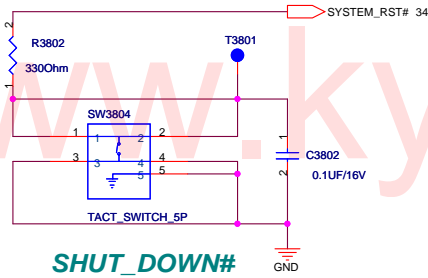 SYSTEM_RST# 34
2
R3802
330Ohm
1
T3801
SW3804
1 1 2 2
3 3 4 4
5 5
TACT_SWITCH_5P
1
C3802
2
0.1UF/16V
GND
SHUT_DOWN#
www.ky